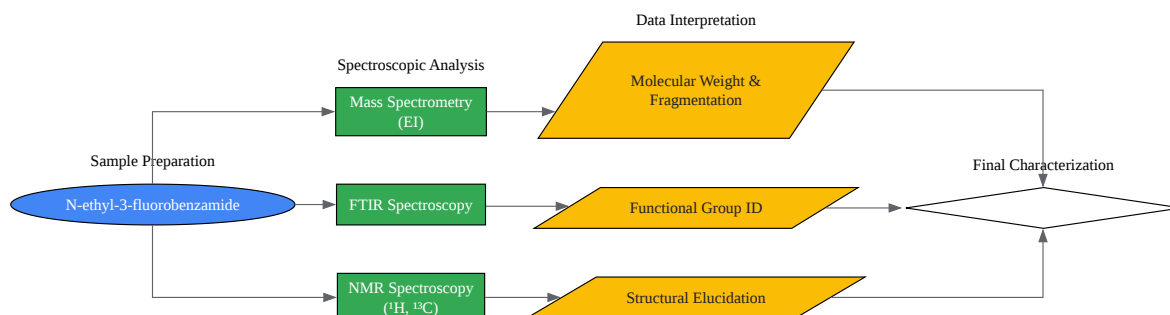 Data Interpretation
Spectroscopic Analysis
Mass Spectrometry
(EI)
Molecular Weight &
Fragmentation
Sample Preparation
Final Characterization
N-ethyl-3-fluorobenzamide
FTIR Spectroscopy
Functional Group ID
NMR Spectroscopy
(¹H, ¹³C)
Structural Elucidation